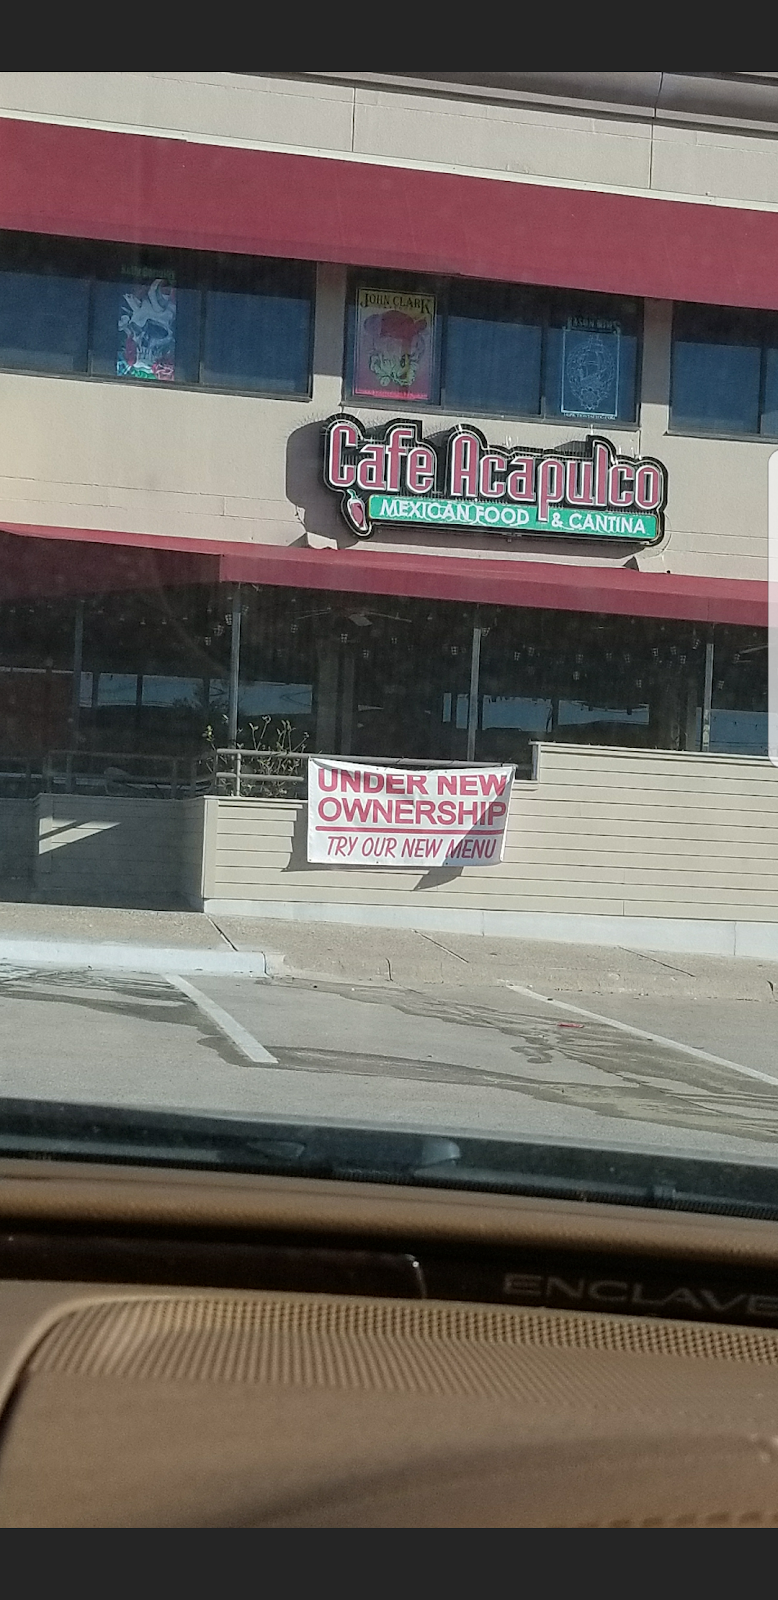 JOHN CLARK
Cafe Acapulco
MEXICAN FOOD & CANTINA
UNDER NEW
OWNERSHIP
TRY OUR NEW MENU
ENCLAVE